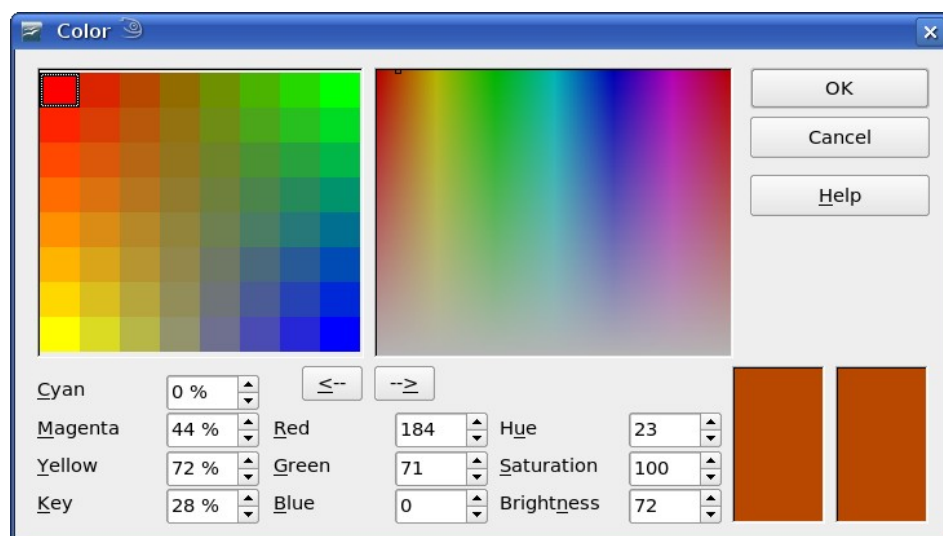 Color
OK
Cancel
Help
<-- -->
Cyan 0 %
Magenta 44 % Red 184 Hue 23
Yellow 72 % Green 71 Saturation 100
Key 28 % Blue 0 Brightness 72